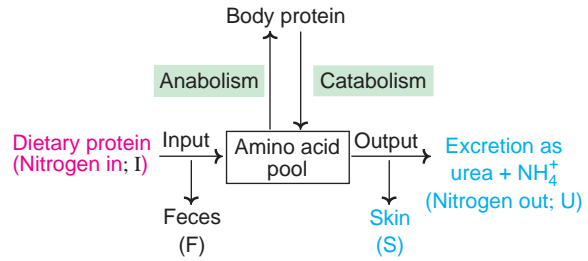 Body protein
Anabolism
Catabolism
Dietary protein
(Nitrogen in; I)
Input
Amino acid
pool
Output
Excretion as
urea + NH₄⁺
(Nitrogen out; U)
Feces
(F)
Skin
(S)